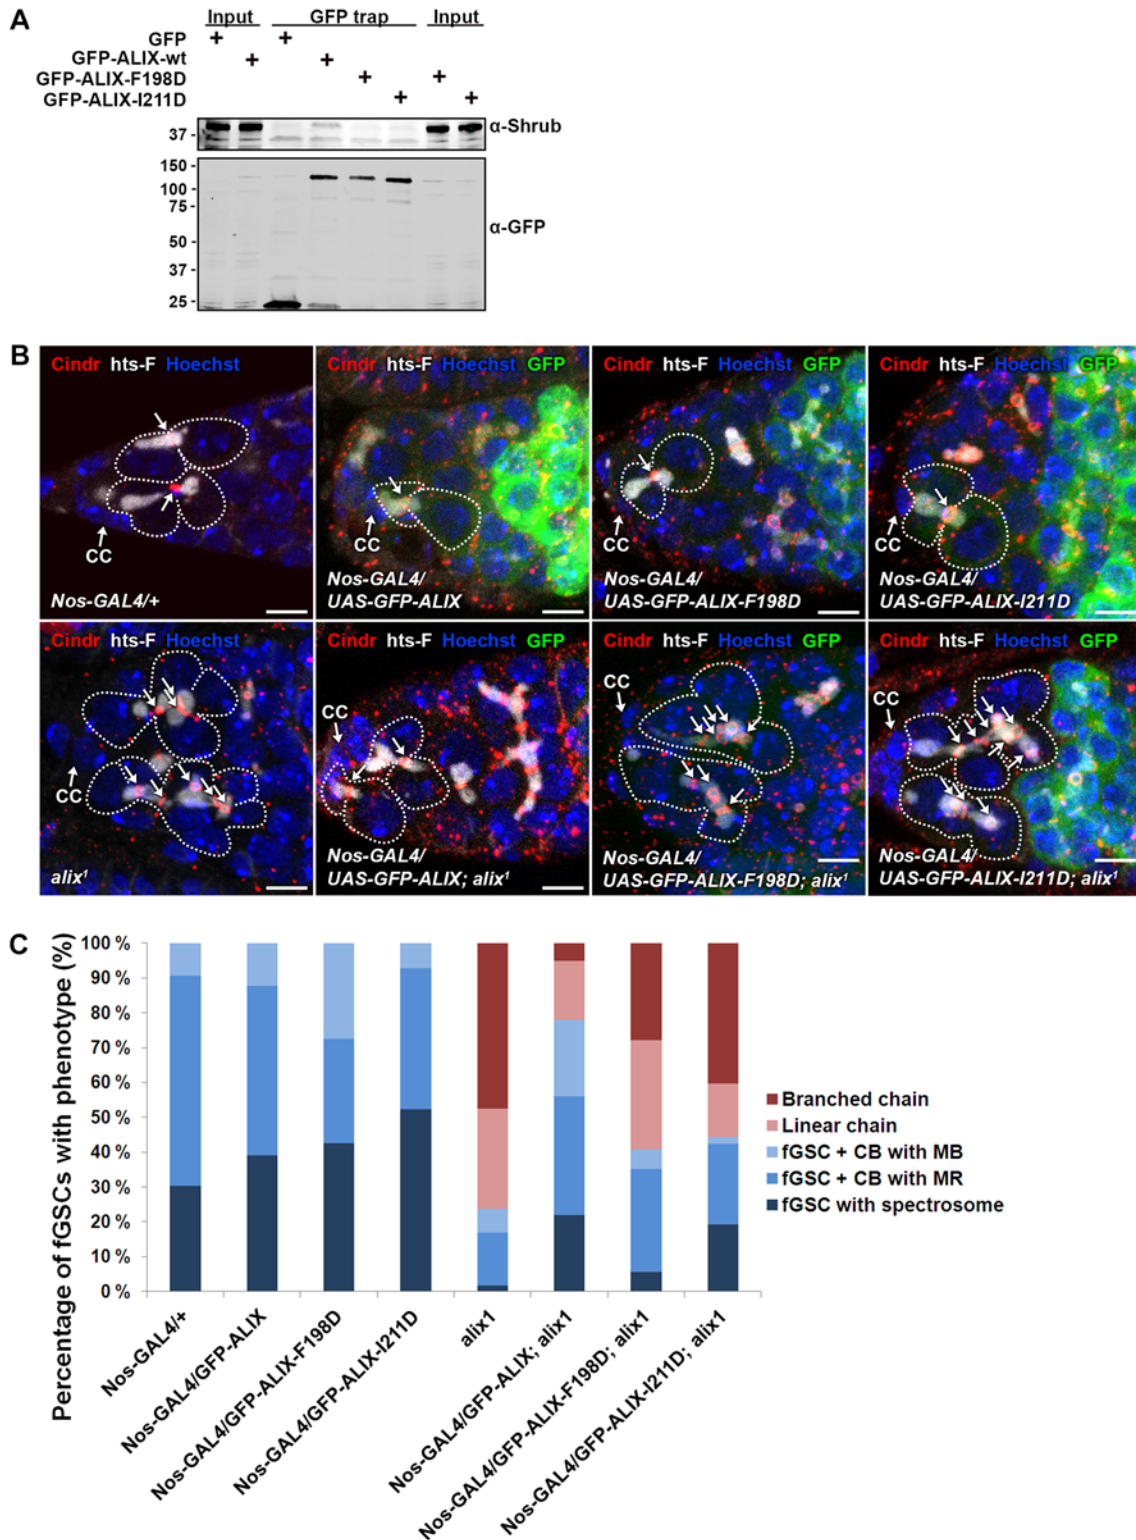 A
Input GFP trap Input
GFP + +
GFP-ALIX-wt + +
GFP-ALIX-F198D + +
GFP-ALIX-I211D + +
37 - α-Shrub
150 -
100 -
75 -
50 -
37 -
25 -
α-GFP
B
Cindr hts-F Hoechst
CC
Nos-GAL4/+
Cindr hts-F Hoechst GFP
CC
Nos-GAL4/
UAS-GFP-ALIX
Cindr hts-F Hoechst GFP
CC
Nos-GAL4/
UAS-GFP-ALIX-F198D
Cindr hts-F Hoechst GFP
CC
Nos-GAL4/
UAS-GFP-ALIX-I211D
Cindr hts-F Hoechst
CC
alix¹
Cindr hts-F Hoechst GFP
CC
Nos-GAL4/
UAS-GFP-ALIX; alix¹
Cindr hts-F Hoechst GFP
CC
Nos-GAL4/
UAS-GFP-ALIX-F198D; alix¹
Cindr hts-F Hoechst GFP
CC
Nos-GAL4/
UAS-GFP-ALIX-I211D; alix¹
C
Percentage of fGSCs with phenotype (%)
100 %
90 %
80 %
70 %
60 %
50 %
40 %
30 %
20 %
10 %
0 %
Branched chain
Linear chain
fGSC + CB with MB
fGSC + CB with MR
fGSC with spectrosome
Nos-GAL4/+
Nos-GAL4/GFP-ALIX
Nos-GAL4/GFP-ALIX-F198D
Nos-GAL4/GFP-ALIX-I211D
alix1
Nos-GAL4/GFP-ALIX; alix1
Nos-GAL4/GFP-ALIX-F198D; alix1
Nos-GAL4/GFP-ALIX-I211D; alix1